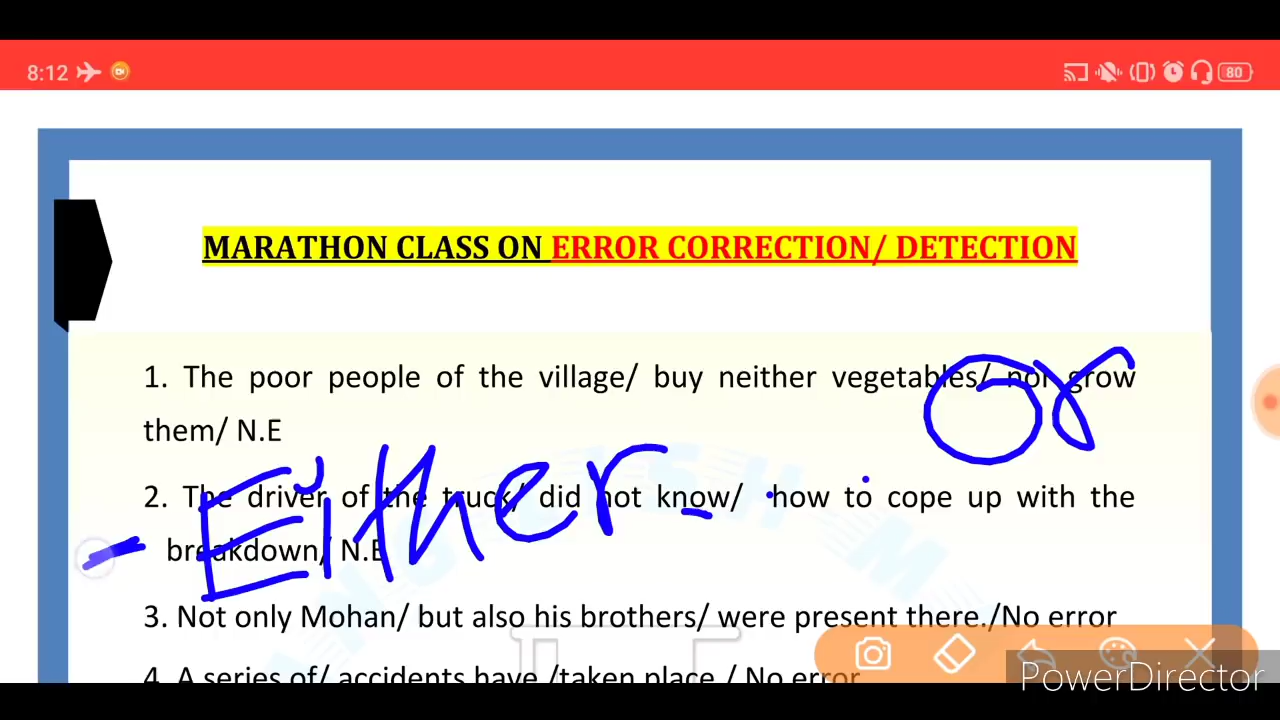 8:12 80
MARATHON CLASS ON ERROR CORRECTION/ DETECTION
1. The poor people of the village/ buy neither vegetables/ nor grow
them/ N.E
Or
2. The driver of the truck/ did not know/ how to cope up with the
breakdown/ N.E
- Either -
3. Not only Mohan/ but also his brothers/ were present there./No error
4. A series of/ accidents have /taken place / No error
PowerDirector